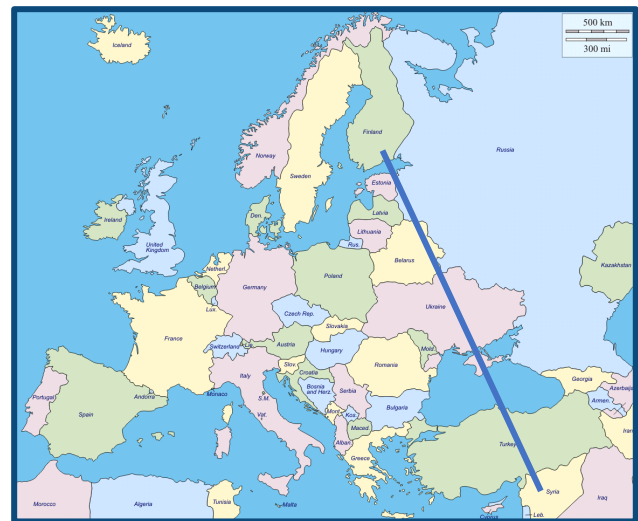 500 km
300 mi
Iceland
Finland
Norway
Sweden
Russia
Estonia
Latvia
Lithuania
Rus.
Den.
Ireland
United
Kingdom
Belarus
Kazakhstan
Netherl.
Belgium
Lux.
Germany
Poland
Ukraine
Czech Rep.
Slovakia
France
Switzerland
Austria
Hungary
Mold.
Slov.
Croatia
Romania
Bosnia
and Herz.
Serbia
Italy
S.M.
Monaco
Andorra
Vat.
Mont.
Kos.
Bulgaria
Georgia
Armen.
Azerbaijan
Portugal
Spain
Maced.
Alban.
Greece
Turkey
Iran
Syria
Iraq
Leb.
Cyprus
Malta
Morocco
Algeria
Tunisia